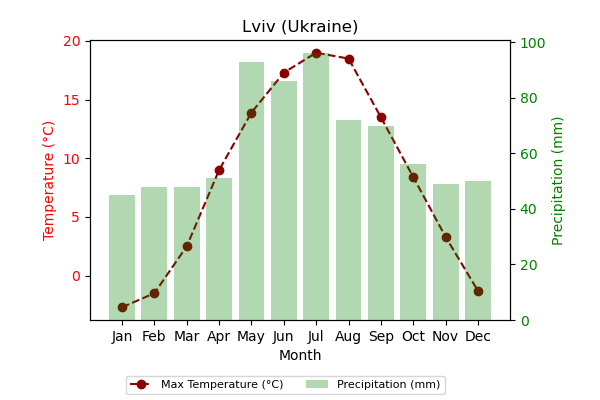 Lviv (Ukraine)
Temperature (°C)
20
15
10
5
0
100
80
60
40
20
0
Precipitation (mm)
Jan Feb Mar Apr May Jun Jul Aug Sep Oct Nov Dec
Month
Max Temperature (°C) Precipitation (mm)